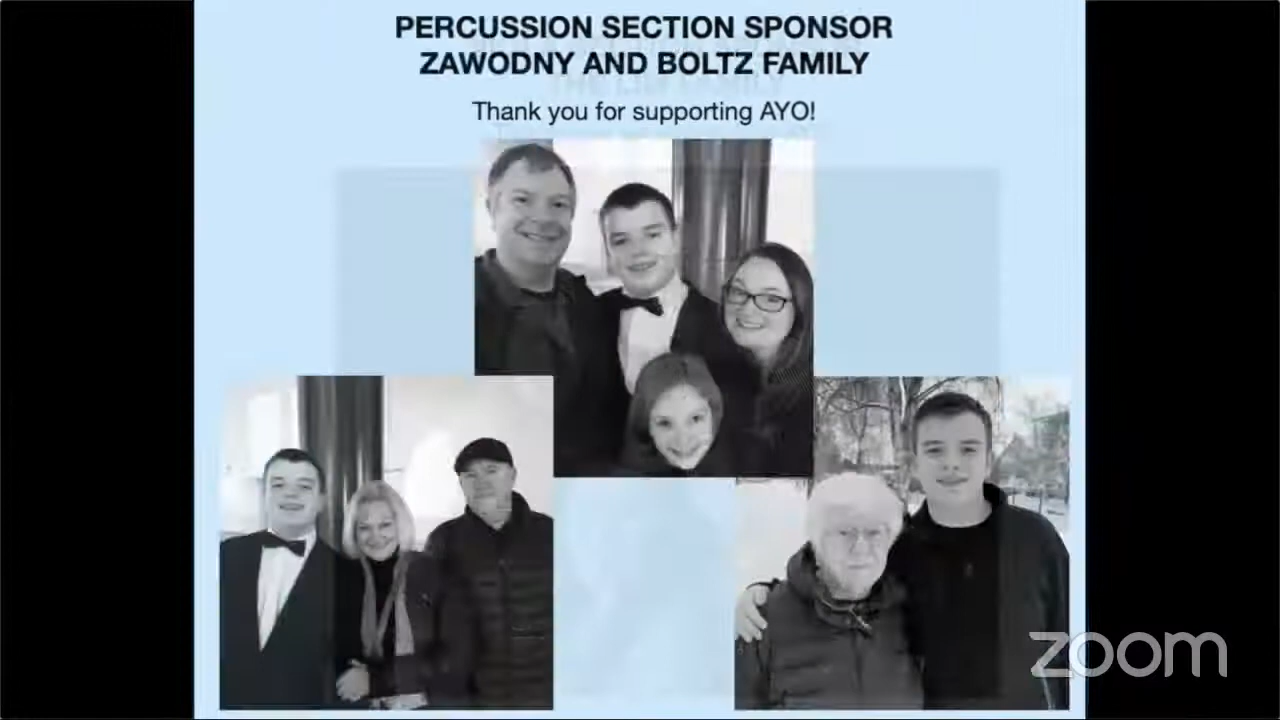 PERCUSSION SECTION SPONSOR
ZAWODNY AND BOLTZ FAMILY
Thank you for supporting AYO!
zoom